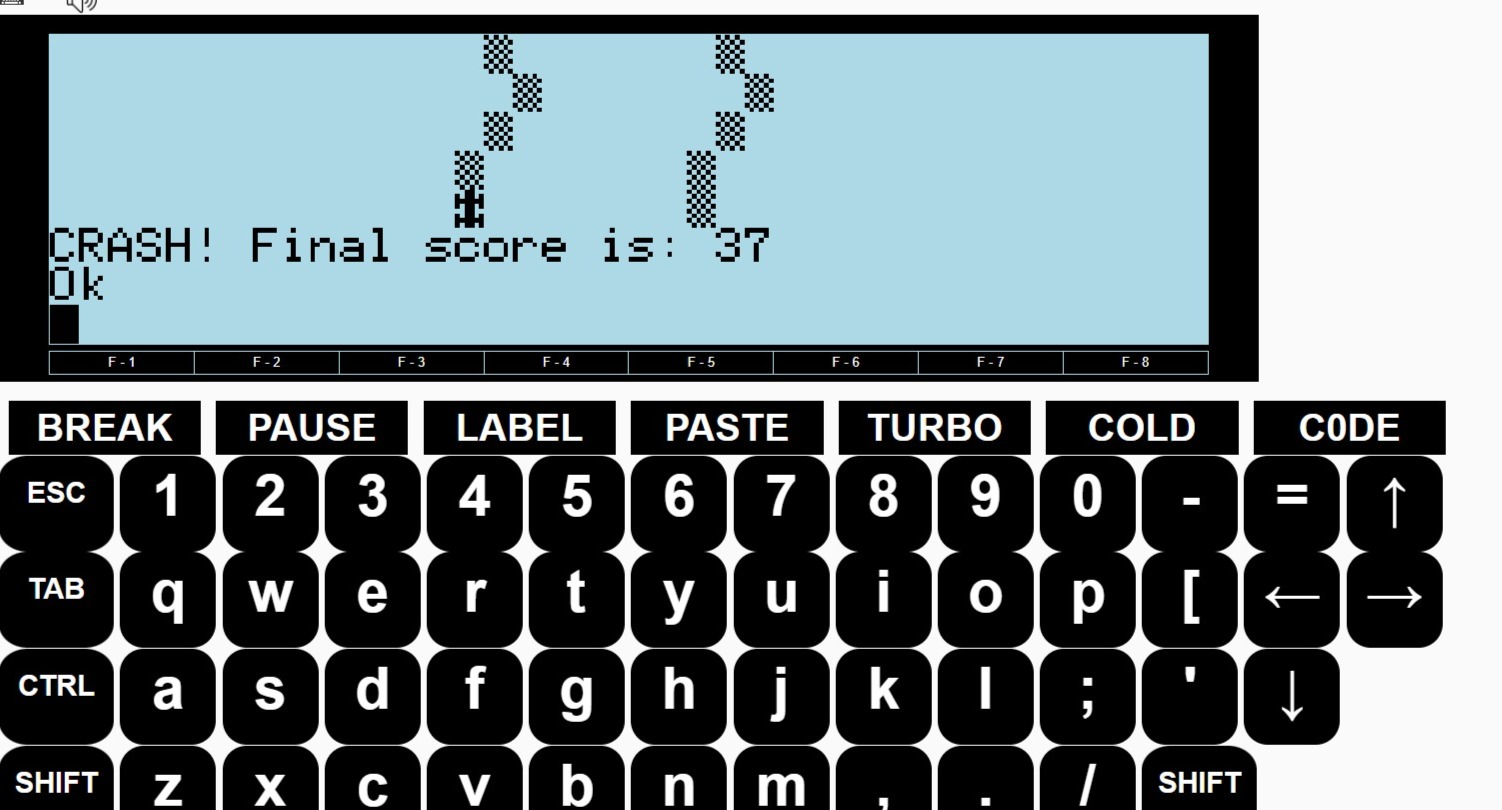 CRASH! Final score is: 37
Ok
F-1 F-2 F-3 F-4 F-5 F-6 F-7 F-8
BREAK PAUSE LABEL PASTE TURBO COLD C0DE
ESC 1 2 3 4 5 6 7 8 9 0 - = ↑
TAB q w e r t y u i o p [ ← →
CTRL a s d f g h j k l ; ' ↓
SHIFT z x c v b n m , . / SHIFT